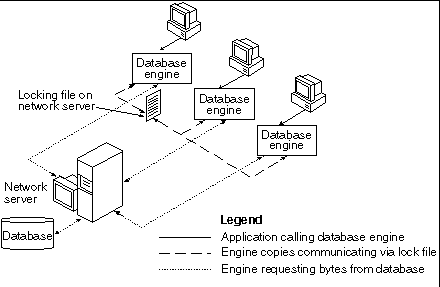 Database
engine
Locking file on
network server
Database
engine
Database
engine
Network
server
Database
Legend
Application calling database engine
Engine copies communicating via lock file
Engine requesting bytes from database